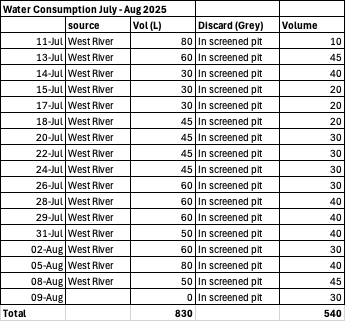 Water Consumption July - Aug 2025
source Vol (L) Discard (Grey) Volume
11-Jul West River 80 In screened pit 10
13-Jul West River 60 In screened pit 45
14-Jul West River 30 In screened pit 40
15-Jul West River 30 In screened pit 20
17-Jul West River 30 In screened pit 20
18-Jul West River 45 In screened pit 20
20-Jul West River 45 In screened pit 30
22-Jul West River 45 In screened pit 30
24-Jul West River 45 In screened pit 30
26-Jul West River 60 In screened pit 30
28-Jul West River 60 In screened pit 40
29-Jul West River 60 In screened pit 40
31-Jul West River 50 In screened pit 40
02-Aug West River 60 In screened pit 30
05-Aug West River 80 In screened pit 40
08-Aug West River 50 In screened pit 45
09-Aug 0 In screened pit 30
Total 830 540